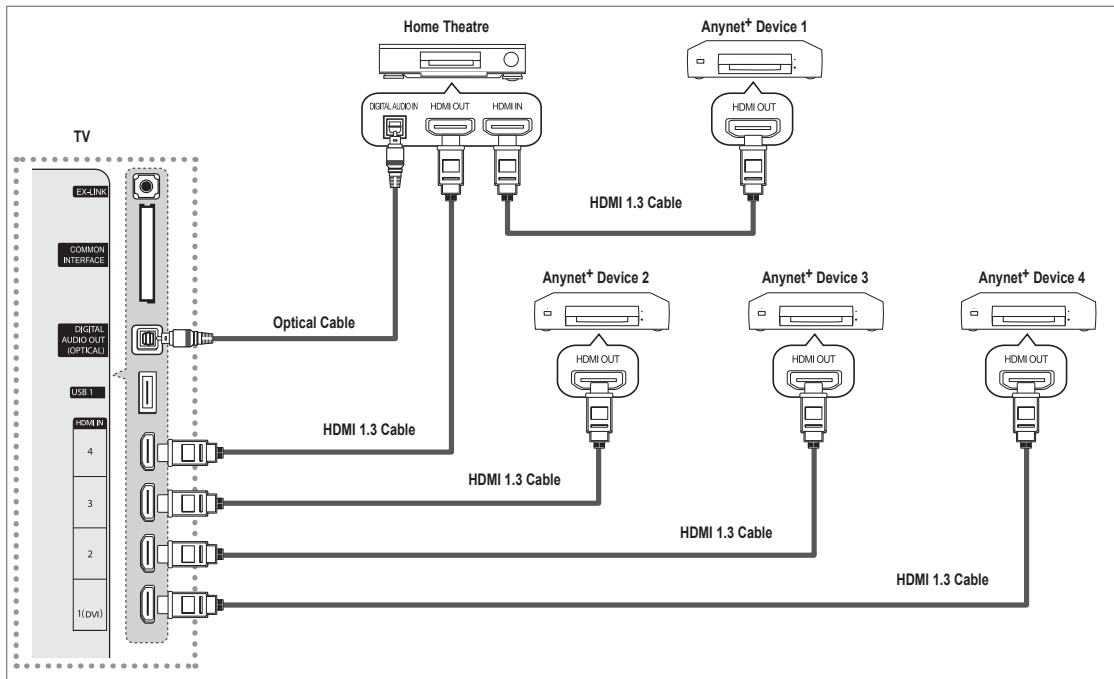 Home Theatre
Anynet+ Device 1
DIGITAL AUDIO IN
HDMI OUT
HDMI IN
HDMI OUT
TV
EX-LINK
HDMI 1.3 Cable
COMMON
INTERFACE
Anynet+ Device 2
Anynet+ Device 3
Anynet+ Device 4
Optical Cable
DIGITAL
AUDIO OUT
(OPTICAL)
HDMI OUT
HDMI OUT
HDMI OUT
USB 1
HDMI IN
HDMI 1.3 Cable
4
HDMI 1.3 Cable
3
HDMI 1.3 Cable
2
HDMI 1.3 Cable
1(DVI)